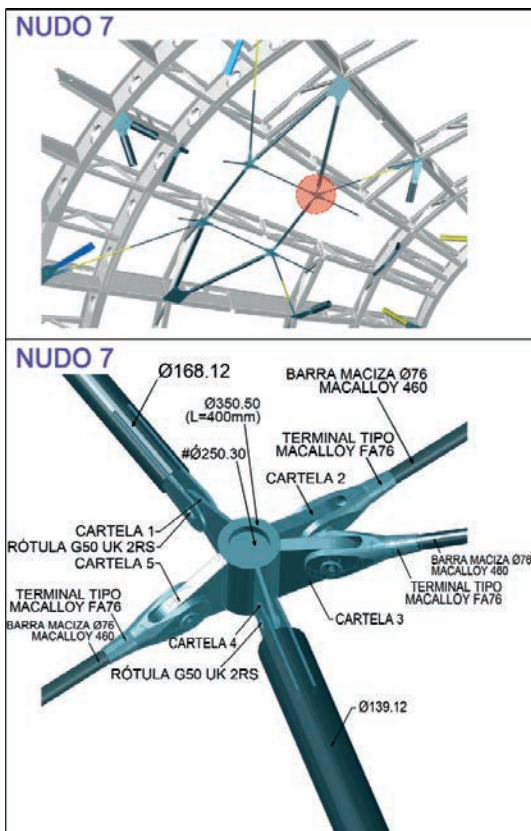 NUDO 7
NUDO 7
Ø168.12
Ø350.50
(L=400mm)
#Ø250.30
BARRA MACIZA Ø76
MACALLOY 460
TERMINAL TIPO
MACALLOY FA76
CARTELA 2
CARTELA 1
RÓTULA G50 UK 2RS
CARTELA 5
TERMINAL TIPO
MACALLOY FA76
BARRA MACIZA Ø76
MACALLOY 460
CARTELA 4
RÓTULA G50 UK 2RS
BARRA MACIZA Ø76
MACALLOY 460
TERMINAL TIPO
MACALLOY FA76
CARTELA 3
Ø139.12